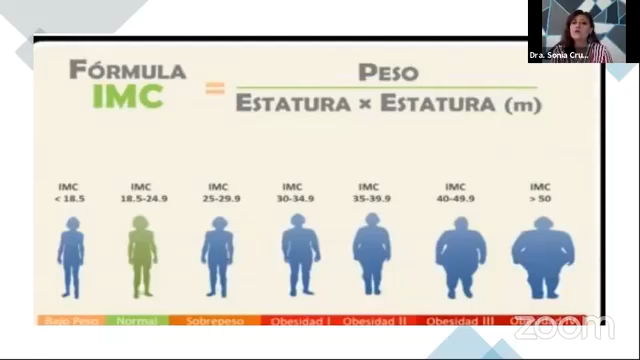 Dra. Sonia Cru...
FÓRMULA
IMC
=
PESO
ESTATURA × ESTATURA (m)
IMC IMC IMC IMC IMC IMC IMC
< 18.5 18.5-24.9 25-29.9 30-34.9 35-39.9 40-49.9 > 50
Bajo Peso Normal Sobrepeso Obesidad I Obesidad II Obesidad III
zoom